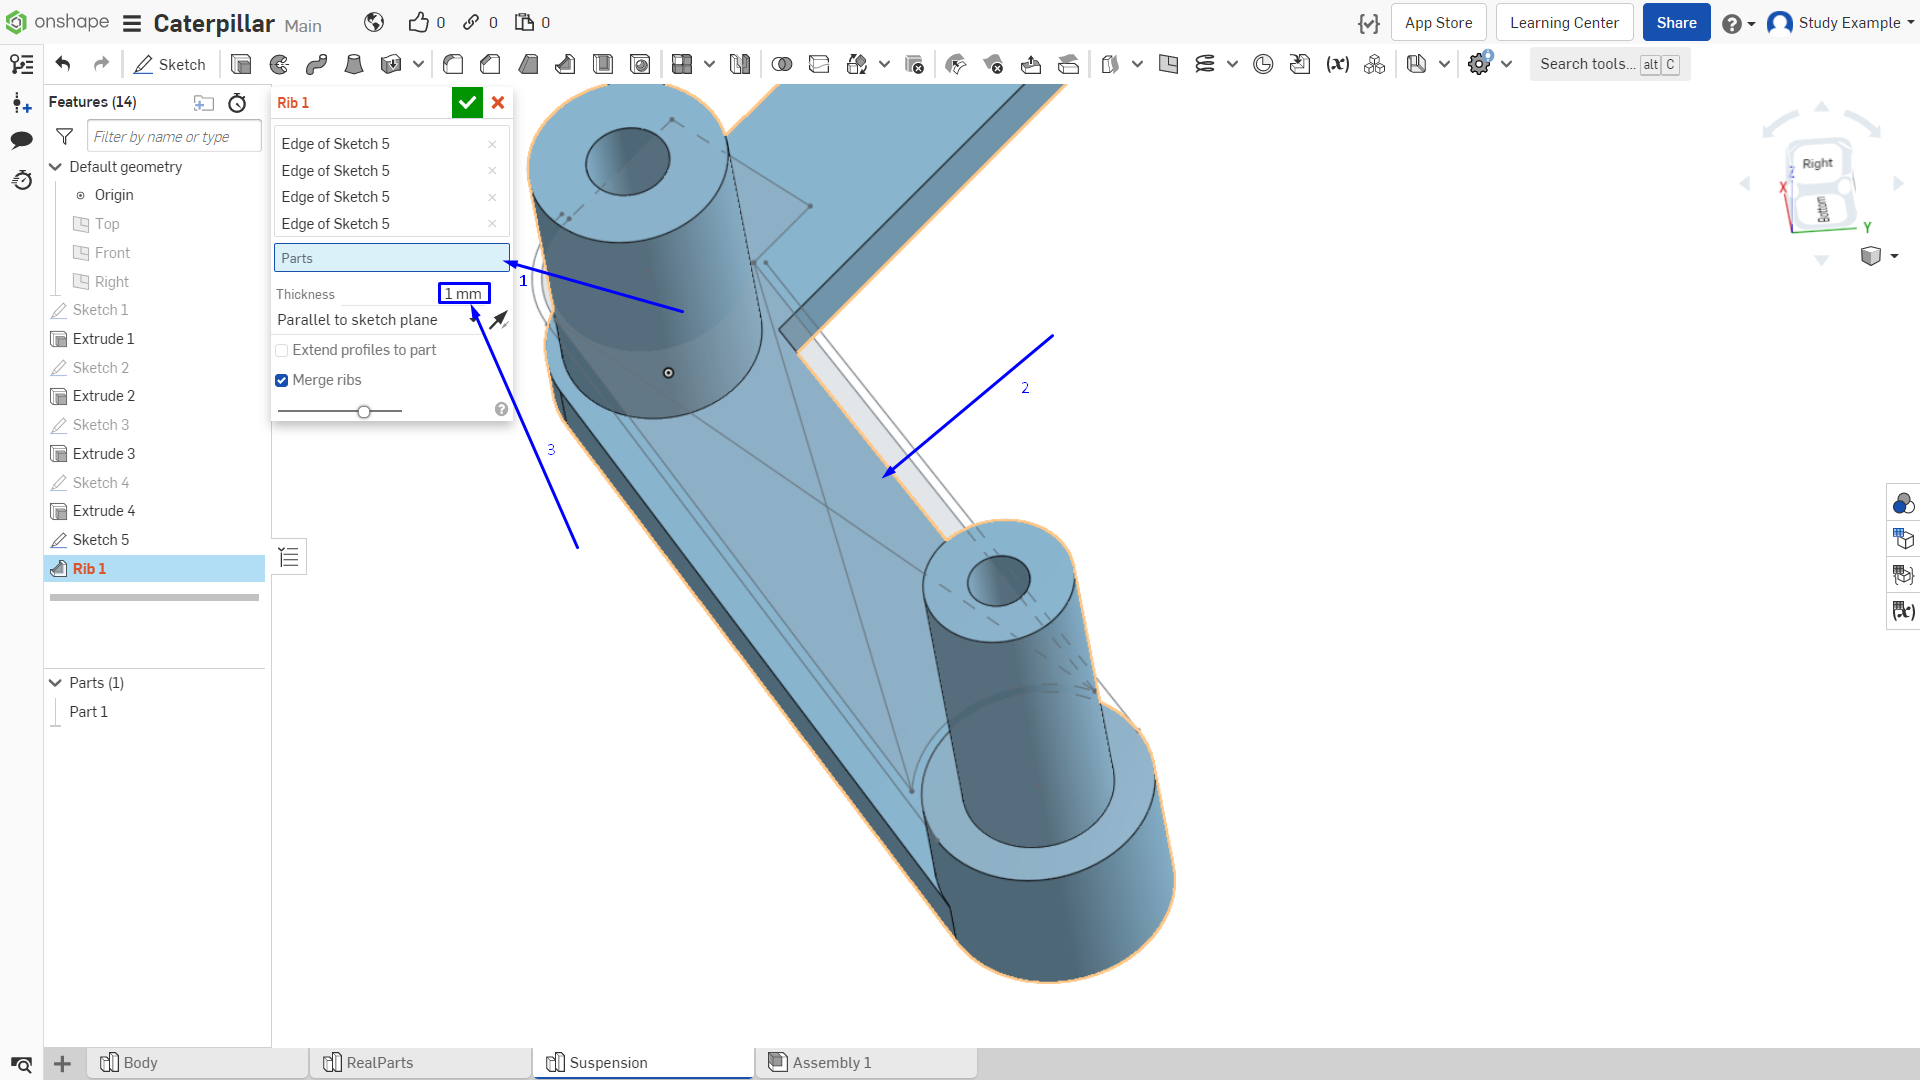 onshape Caterpillar Main 0 0 0 App Store Learning Center Share Study Example
Sketch (x) Search tools... alt C
Features (14)
Filter by name or type
Default geometry
Origin
Top
Front
Right
Sketch 1
Extrude 1
Sketch 2
Extrude 2
Sketch 3
Extrude 3
Sketch 4
Extrude 4
Sketch 5
Rib 1
Parts (1)
Part 1
Rib 1
Edge of Sketch 5
Edge of Sketch 5
Edge of Sketch 5
Edge of Sketch 5
Parts
Thickness 1 mm
Parallel to sketch plane
Extend profiles to part
Merge ribs
1
2
3
Right
Bottom
Z
X
Y
(x)
Body RealParts Suspension Assembly 1